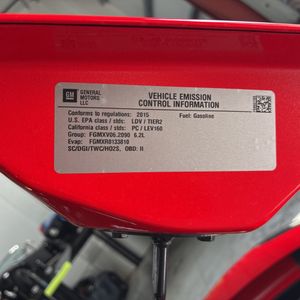 GM GENERAL MOTORS LLC
VEHICLE EMISSION CONTROL INFORMATION
Conforms to regulations: 2015 Fuel: Gasoline
U.S. EPA class / stds: LDV / TIER2
California class / stds: PC / LEV160
Group: FGMXV06.2090 6.2L
Evap: FGMXR0133810
SC/DGI/TWC/HO2S, OBD: II